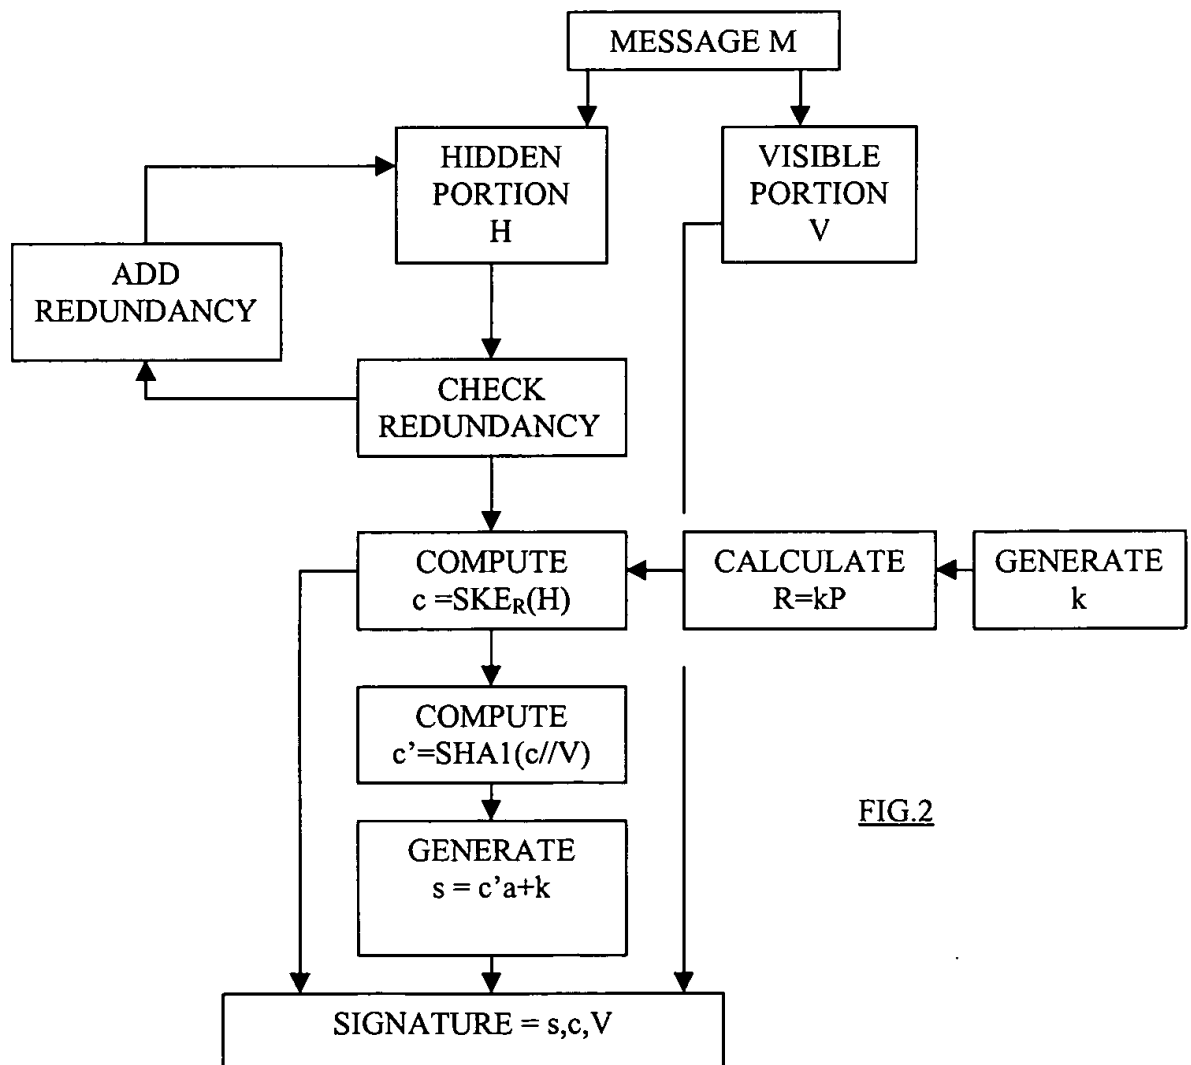 MESSAGE M
HIDDEN
PORTION
H
VISIBLE
PORTION
V
ADD
REDUNDANCY
CHECK
REDUNDANCY
COMPUTE
c =SKE_R(H)
CALCULATE
R=kP
GENERATE
k
COMPUTE
c’=SHA1(c//V)
GENERATE
s = c’a+k
FIG.2
SIGNATURE = s,c,V